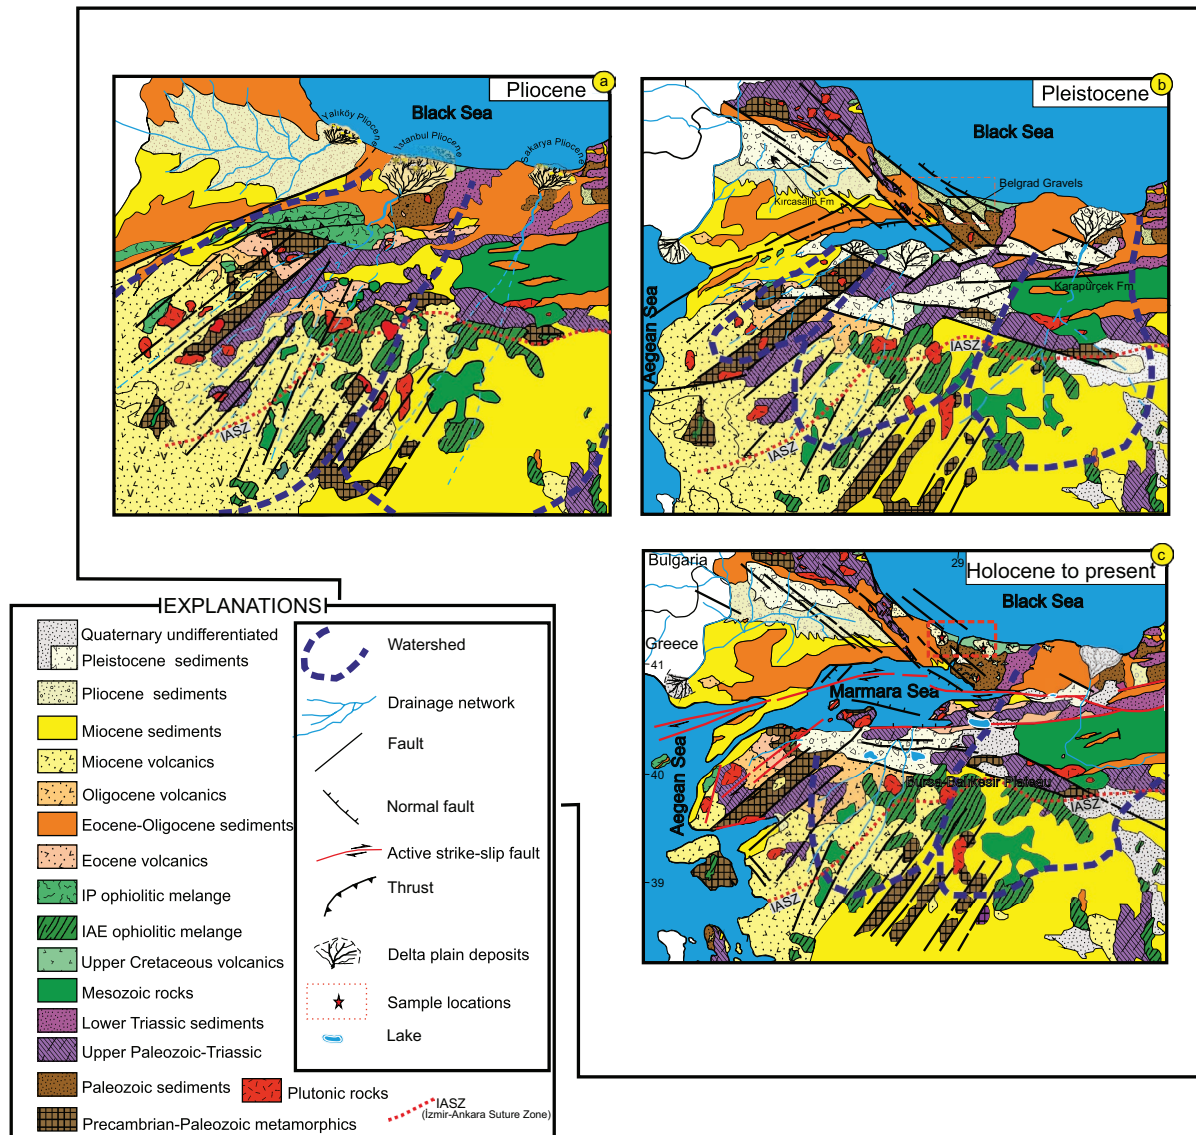 a
Pliocene
Black Sea
Yalıköy Pliocene
İstanbul Pliocene
Sakarya Pliocene
IASZ
b
Pleistocene
Black Sea
Belgrad Gravels
Kırcasalih Fm
Karapürçek Fm
Aegean Sea
IASZ
IASZ
c
Bulgaria
29
Holocene to present
Black Sea
Greece
41
Marmara Sea
Aegean Sea
40
Bursa-Balıkesir Plateau
IASZ
39
IASZ
EXPLANATIONS
Quaternary undifferentiated
Pleistocene sediments
Pliocene sediments
Miocene sediments
Miocene volcanics
Oligocene volcanics
Eocene-Oligocene sediments
Eocene volcanics
IP ophiolitic melange
IAE ophiolitic melange
Upper Cretaceous volcanics
Mesozoic rocks
Lower Triassic sediments
Upper Paleozoic-Triassic
Paleozoic sediments
Plutonic rocks
Precambrian-Paleozoic metamorphics
Watershed
Drainage network
Fault
Normal fault
Active strike-slip fault
Thrust
Delta plain deposits
Sample locations
Lake
IASZ
(İzmir-Ankara Suture Zone)